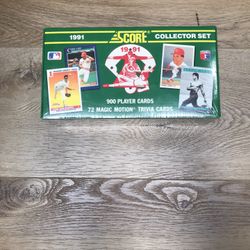 1991
SCORE
COLLECTOR SET
1991
900 PLAYER CARDS
72 MAGIC MOTION TRIVIA CARDS